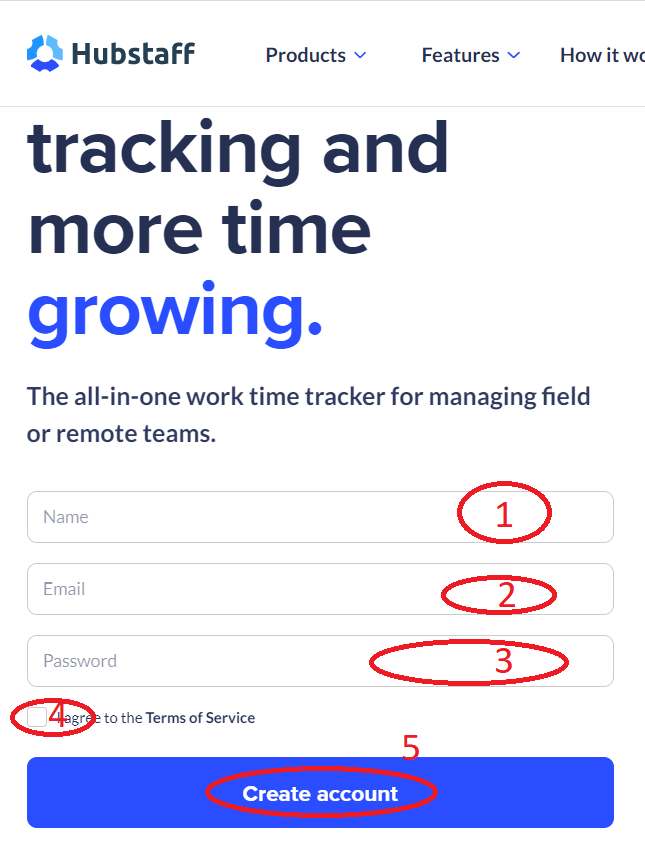 Hubstaff Products Features How it wo
tracking and
more time
growing.
The all-in-one work time tracker for managing field
or remote teams.
Name 1
Email 2
Password 3
4 I agree to the Terms of Service
5
Create account